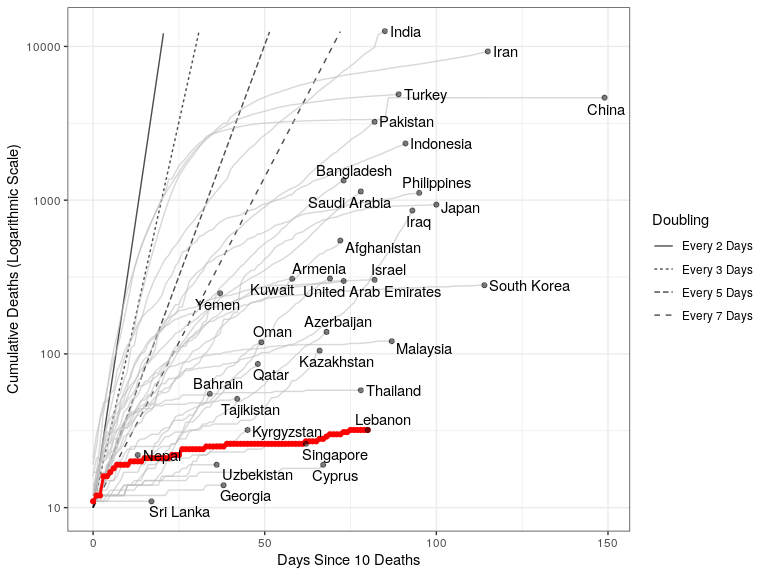 India
Iran
Turkey
China
Pakistan
Indonesia
Bangladesh
Philippines
Saudi Arabia
Japan
Iraq
Afghanistan
Armenia
Israel
Kuwait
United Arab Emirates
South Korea
Yemen
Azerbaijan
Oman
Malaysia
Kazakhstan
Qatar
Bahrain
Thailand
Tajikistan
Lebanon
Kyrgyzstan
Nepal
Singapore
Uzbekistan
Cyprus
Georgia
Sri Lanka
10000
1000
100
10
0
50
100
150
Days Since 10 Deaths
Cumulative Deaths (Logarithmic Scale)
Doubling
Every 2 Days
Every 3 Days
Every 5 Days
Every 7 Days